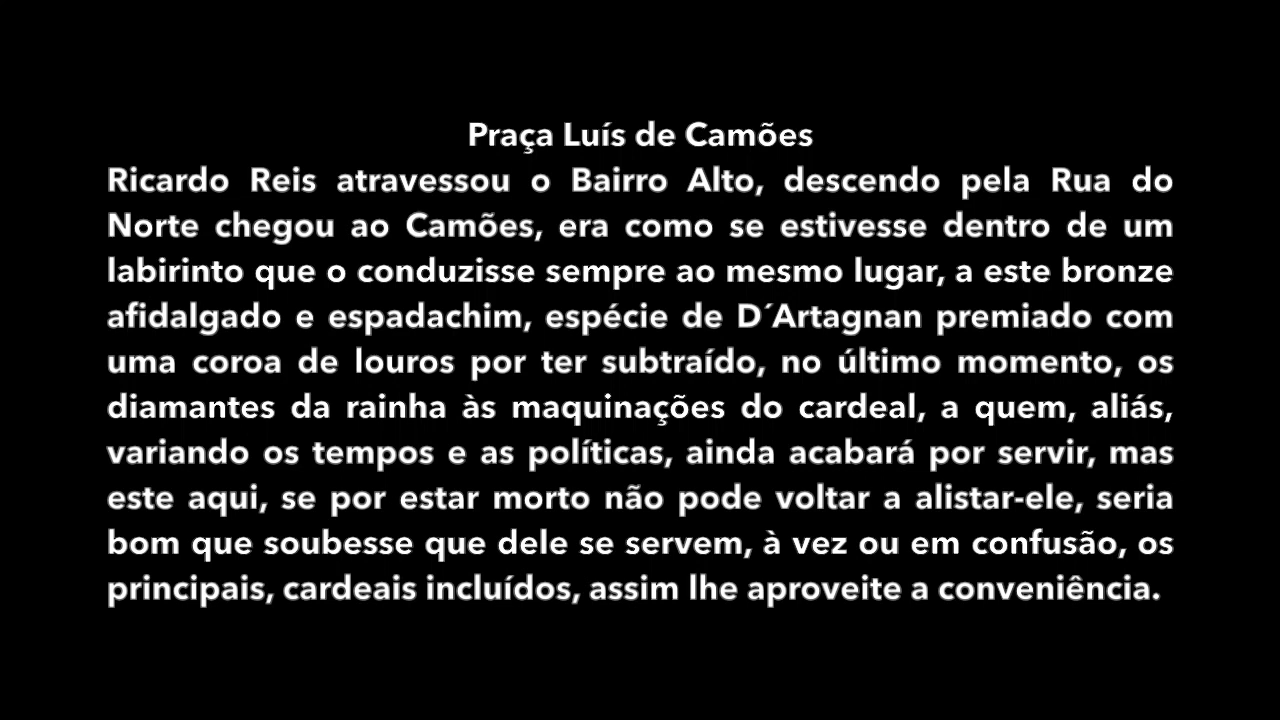 Praça Luís de Camões
Ricardo Reis atravessou o Bairro Alto, descendo pela Rua do
Norte chegou ao Camões, era como se estivesse dentro de um
labirinto que o conduzisse sempre ao mesmo lugar, a este bronze
afidalgado e espadachim, espécie de D´Artagnan premiado com
uma coroa de louros por ter subtraído, no último momento, os
diamantes da rainha às maquinações do cardeal, a quem, aliás,
variando os tempos e as políticas, ainda acabará por servir, mas
este aqui, se por estar morto não pode voltar a alistar-ele, seria
bom que soubesse que dele se servem, à vez ou em confusão, os
principais, cardeais incluídos, assim lhe aproveite a conveniência.